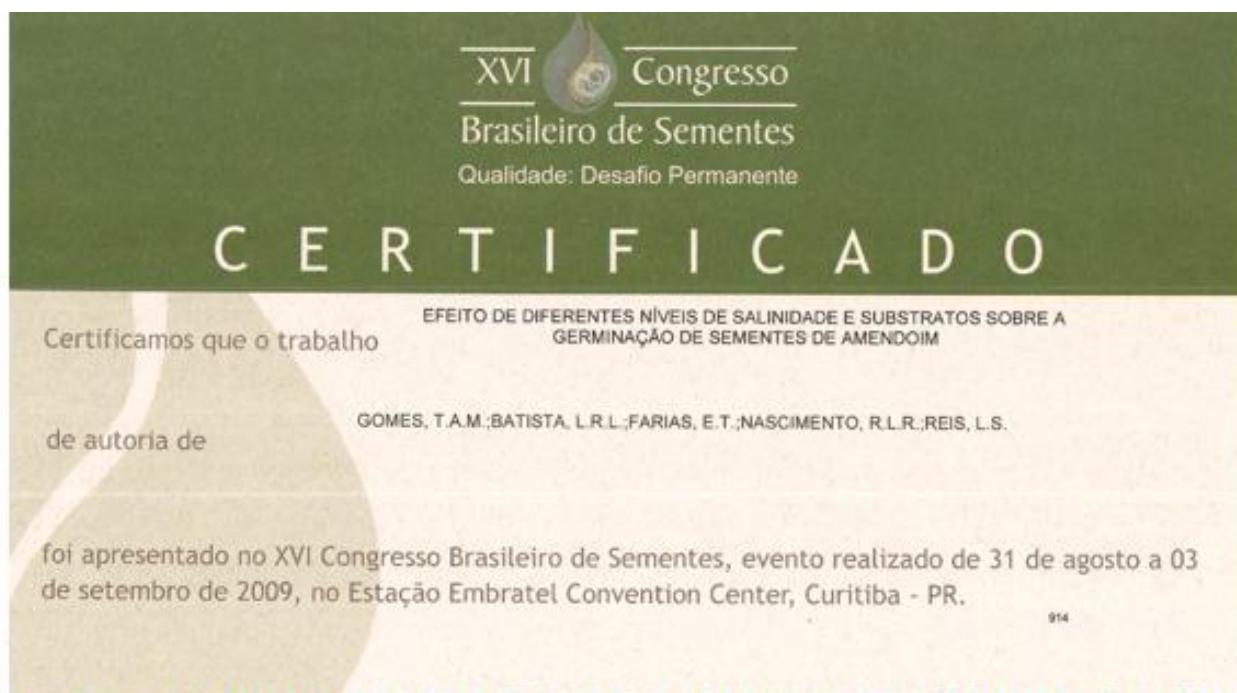 XVI Congresso
Brasileiro de Sementes
Qualidade: Desafio Permanente
CERTIFICADO
Certificamos que o trabalho
EFEITO DE DIFERENTES NÍVEIS DE SALINIDADE E SUBSTRATOS SOBRE A
GERMINAÇÃO DE SEMENTES DE AMENDOIM
de autoria de
GOMES, T.A.M.;BATISTA, L.R.L.;FARIAS, E.T.;NASCIMENTO, R.L.R.;REIS, L.S.
foi apresentado no XVI Congresso Brasileiro de Sementes, evento realizado de 31 de agosto a 03
de setembro de 2009, no Estação Embratel Convention Center, Curitiba - PR.
914